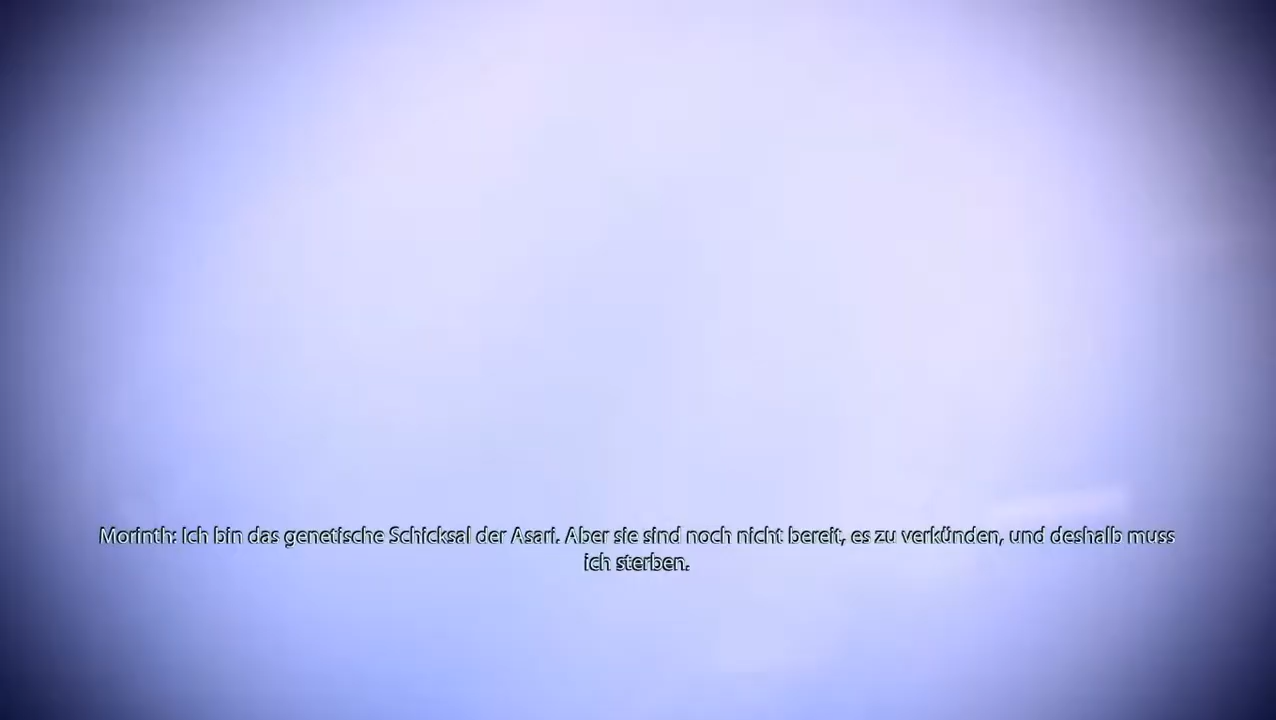 Morinth: Ich bin das genetische Schicksal der Asari. Aber sie sind noch nicht bereit, es zu verkünden, und deshalb muss
ich sterben.